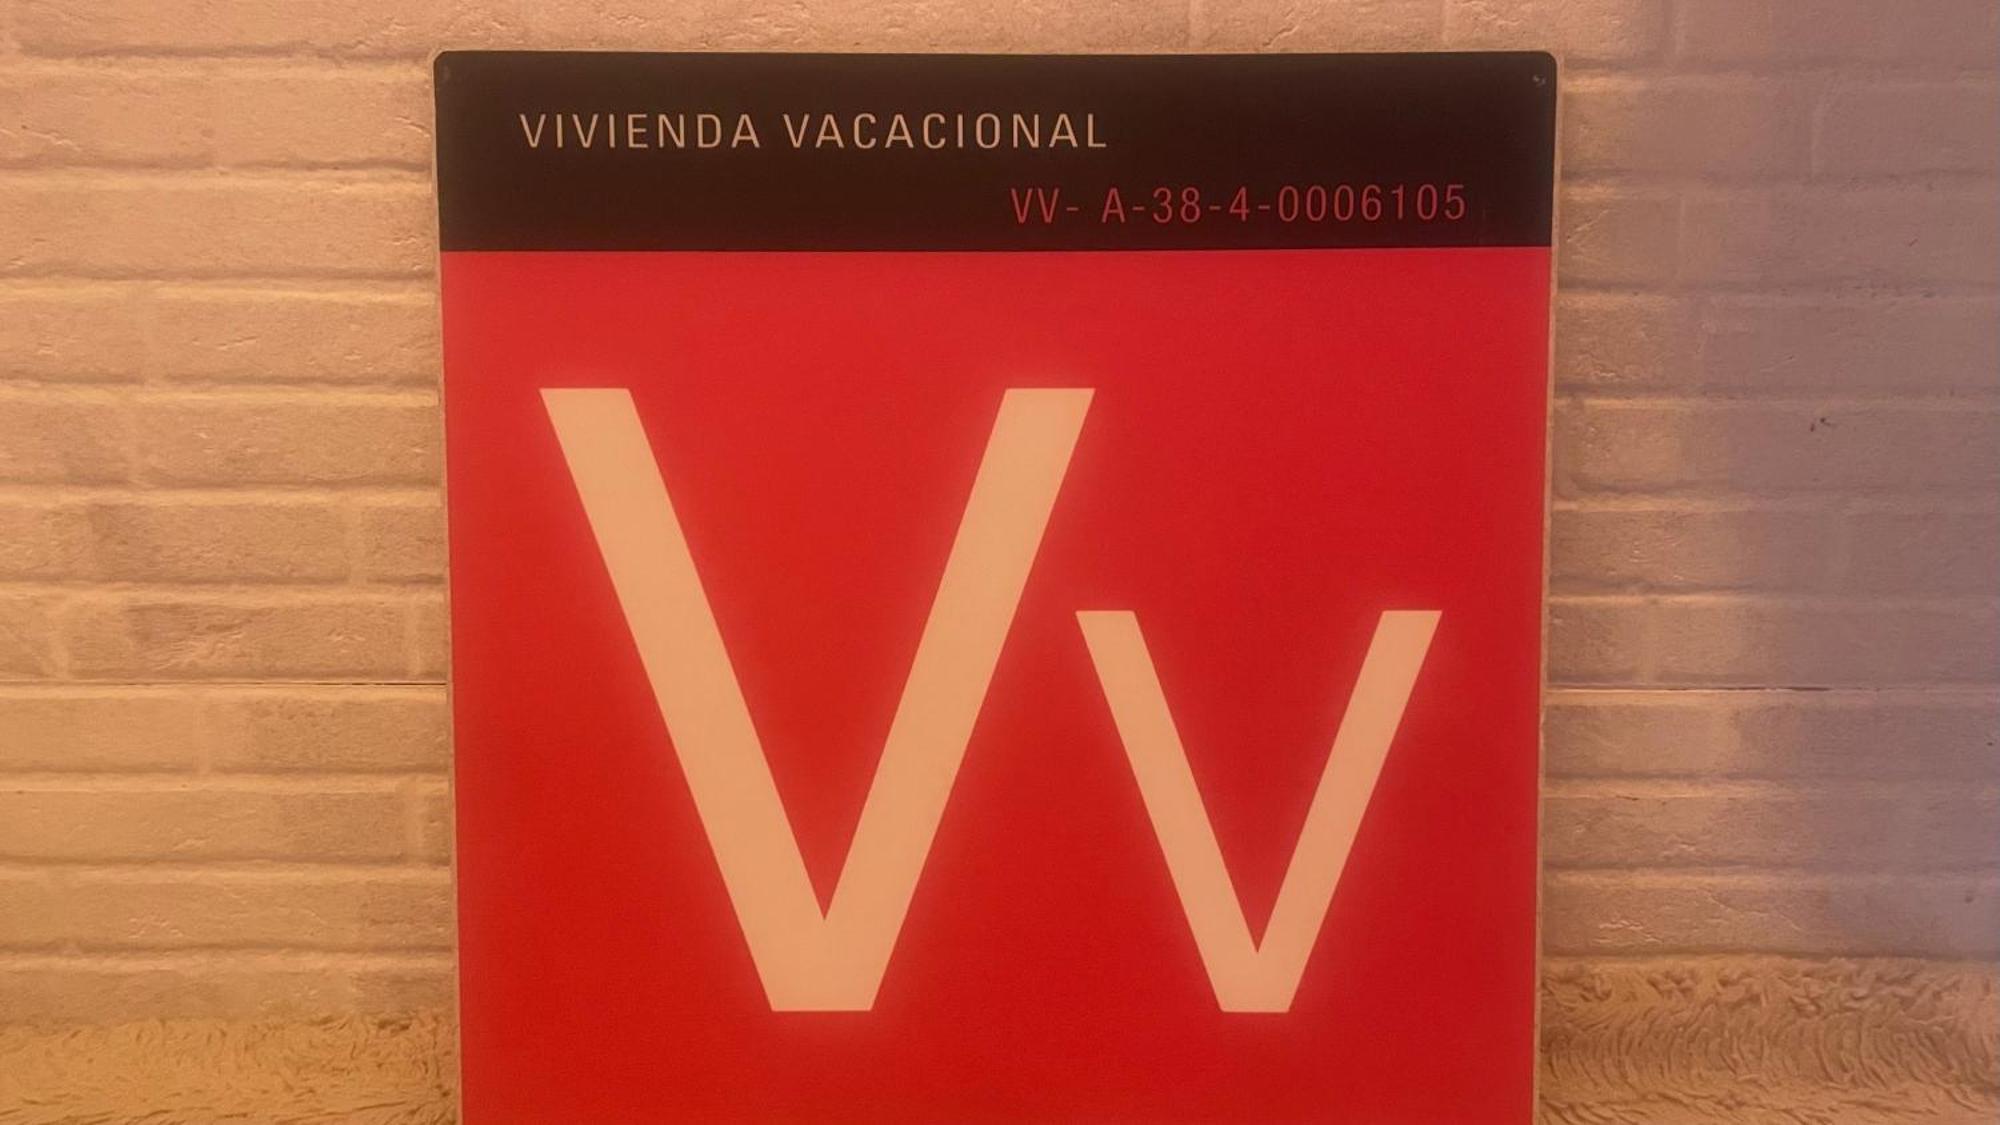 VIVIENDA VACACIONAL
VV- A-38-4-0006105
Vv